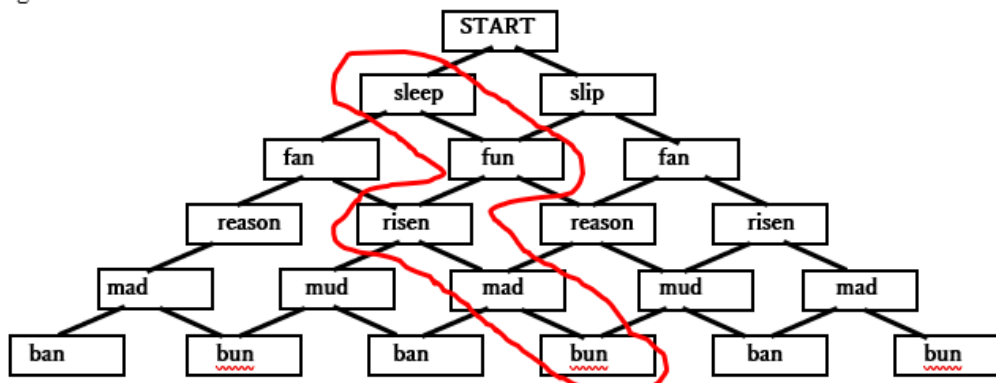 START
sleep slip
fan fun fan
reason risen reason risen
mad mud mad mud mad
ban bun ban bun ban bun